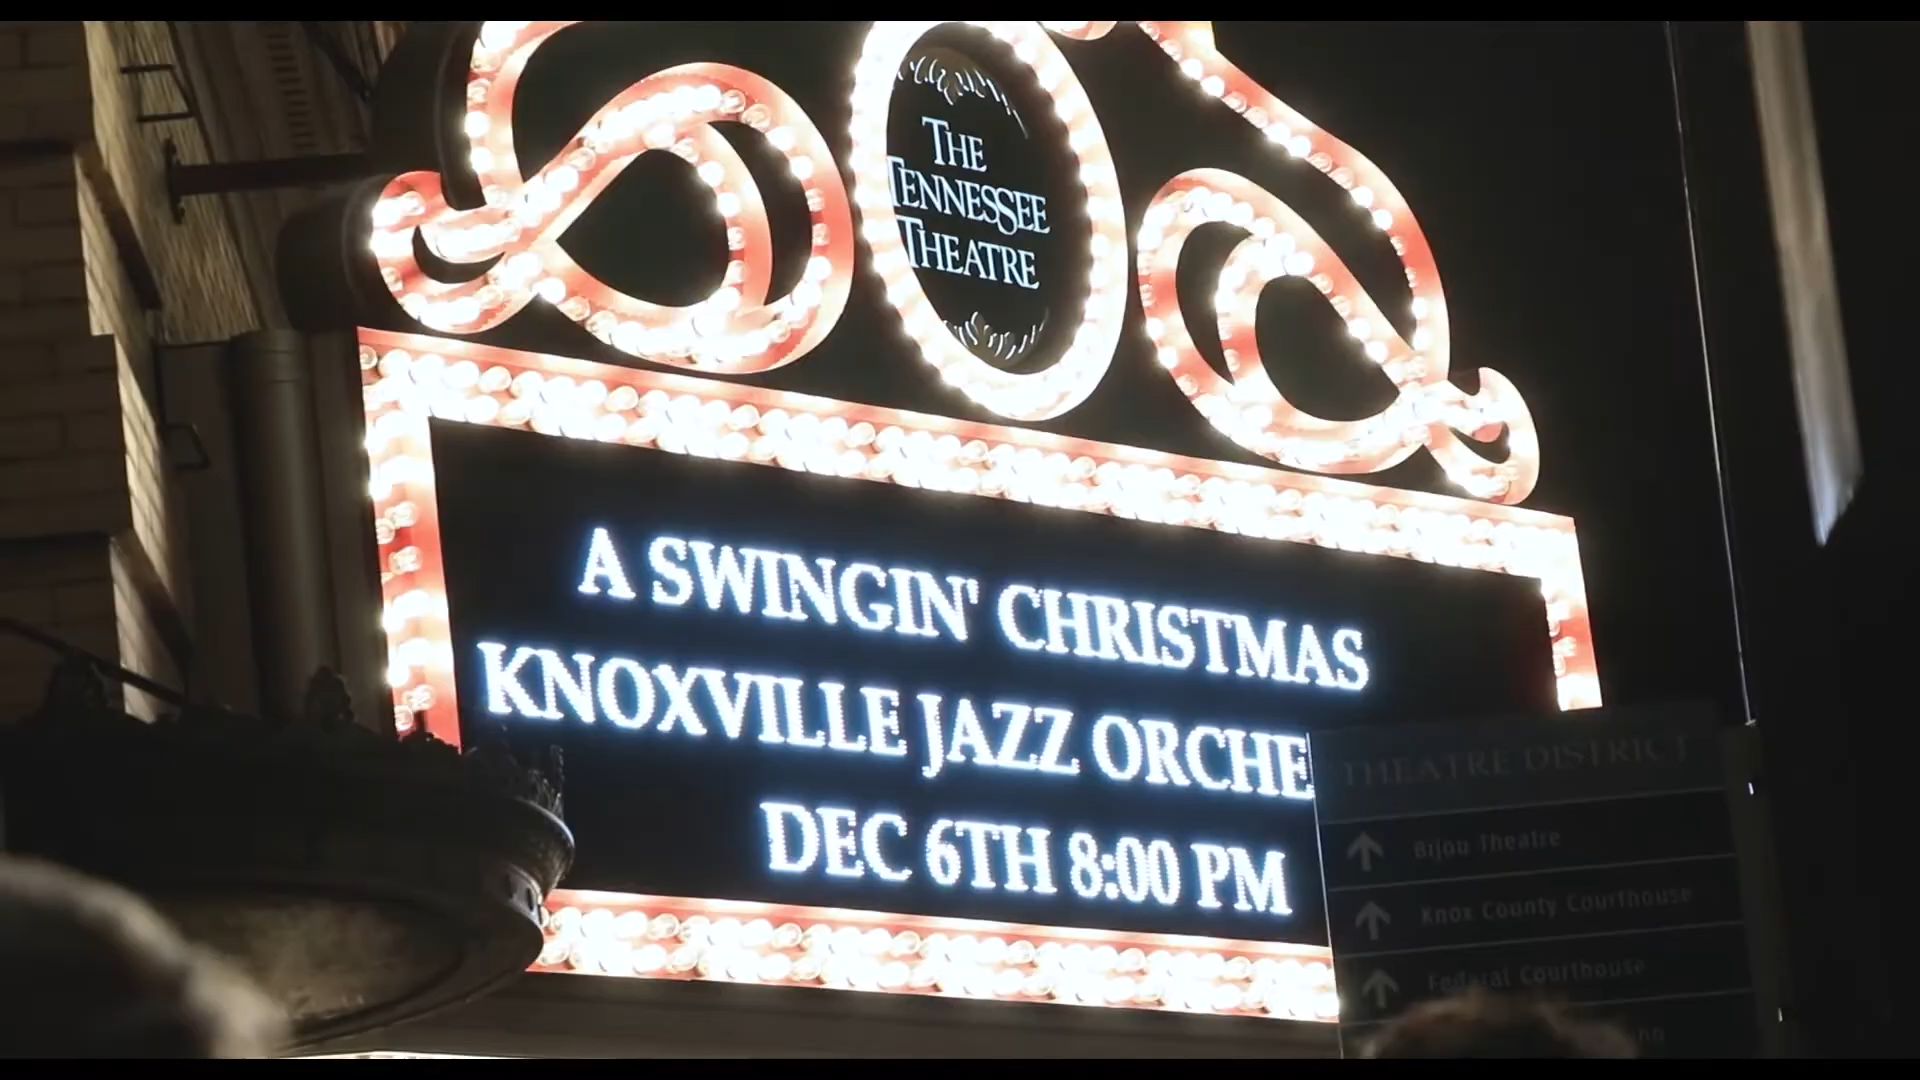 THE
TENNESSEE
THEATRE
A SWINGIN' CHRISTMAS
KNOXVILLE JAZZ ORCHE
DEC 6TH 8:00 PM
THEATRE DISTRICT
Bijou Theatre
Knox County Courthouse
Federal Courthouse